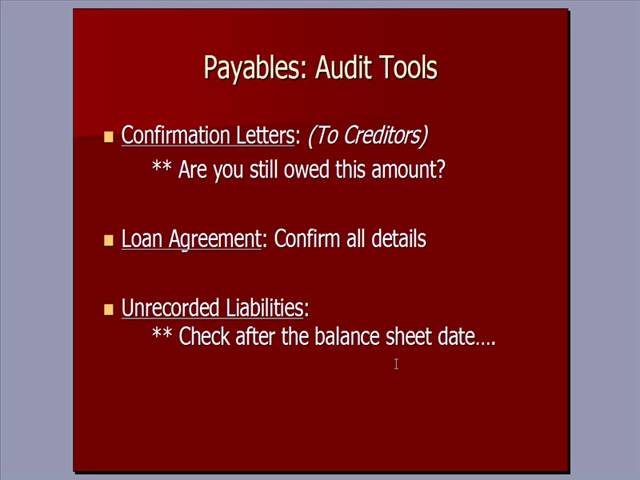 Payables: Audit Tools
Confirmation Letters: (To Creditors)
** Are you still owed this amount?
Loan Agreement: Confirm all details
Unrecorded Liabilities:
** Check after the balance sheet date....